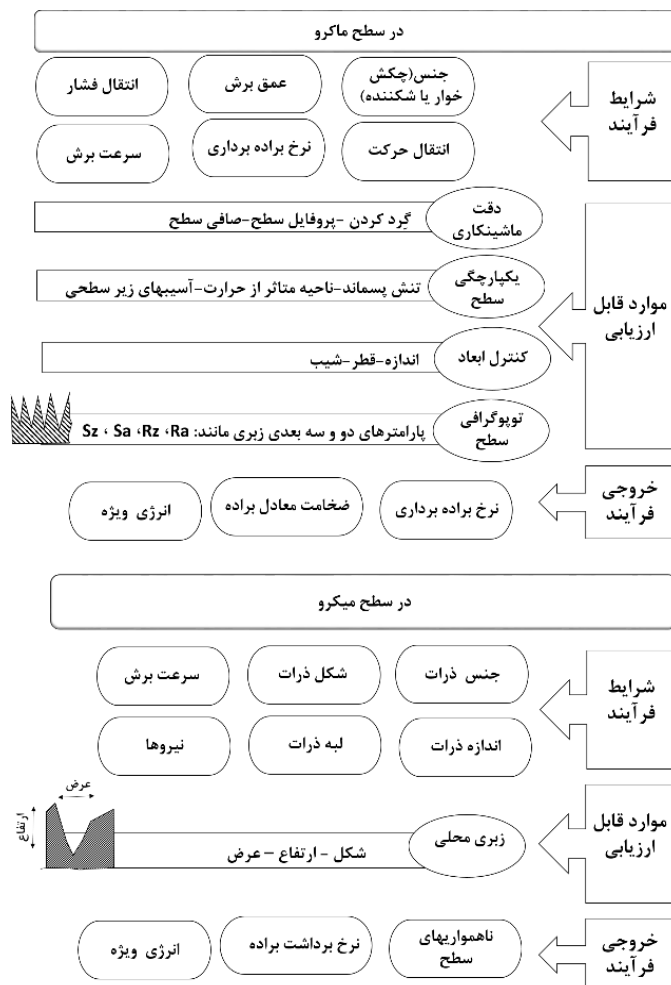 در سطح ماکرو
شرایط
فرآیند
جنس(چکش
خوار یا شکننده)
عمق برش
انتقال فشار
انتقال حرکت
نرخ براده برداری
سرعت برش
موارد قابل
ارزیابی
دقت
ماشینکاری
گِرد کردن -پروفایل سطح-صافی سطح
یکپارچگی
سطح
تنش پسماند-ناحیه متاثر از حرارت-آسیبهای زیر سطحی
کنترل ابعاد
اندازه-قطر-شیب
توپوگرافی
سطح
پارامترهای دو و سه بعدی زبری مانند: Sz ، Sa ،Rz ،Ra
خروجی
فرآیند
نرخ براده برداری
ضخامت معادل براده
انرژی ویژه
در سطح میکرو
شرایط
فرآیند
جنس ذرات
شکل ذرات
سرعت برش
اندازه ذرات
لبه ذرات
نیروها
موارد قابل
ارزیابی
زبری محلی
شکل - ارتفاع – عرض
عرض
ارتفاع
خروجی
فرآیند
ناهمواریهای
سطح
نرخ برداشت براده
انرژی ویژه